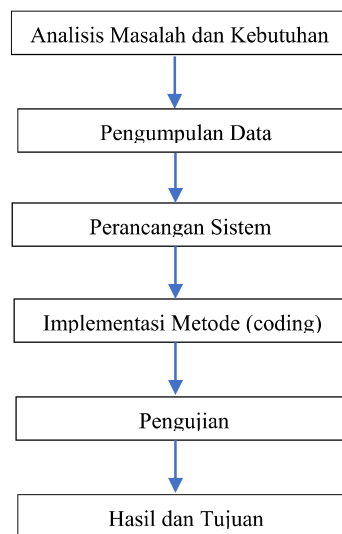 Analisis Masalah dan Kebutuhan
Pengumpulan Data
Perancangan Sistem
Implementasi Metode (coding)
Pengujian
Hasil dan Tujuan